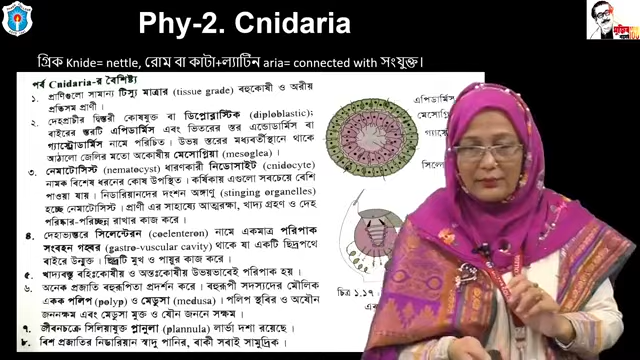 Phy-2. Cnidaria
গ্রিক Knide= nettle, রোম বা কাটা+ল্যাটিন aria= connected with সংযুক্ত।
পর্ব Cnidaria-র বৈশিষ্ট্য
১. প্রাণিগুলো সামান্য টিস্যু মাত্রার (tissue grade) বহুকোষী ও অরীয়
প্রতিসম প্রাণী।
২. দেহপ্রাচীর দ্বিস্তরী কোষযুক্ত বা ডিপ্লোব্লাস্টিক (diploblastic);
বাইরের স্তরটি এপিডার্মিস এবং ভিতরের স্তর এন্ডোডার্মিস বা
গ্যাস্ট্রোডার্মিস নামে পরিচিত। উভয় স্তরের মধ্যবর্তীস্থানে থাকে
আঠালো জেলির মতো অকোষীয় মেসোগ্লিয়া (mesoglea)।
৩. নেমাটোসিস্ট (nematocyst) ধারণকারী নিডোসাইট (cnidocyte)
নামক বিশেষ ধরনের কোষ উপস্থিত। কর্ষিকায় এগুলো সবচেয়ে বেশি
পাওয়া যায়। নিডারিয়ানদের দংশন অঙ্গাণু (stinging organelles)
হচ্ছে নেমাটোসিস্ট। প্রাণী এর সাহায্যে আত্মরক্ষা, খাদ্য গ্রহণ ও দেহ
পরিষ্কার-পরিচ্ছন্ন রাখার কাজ করে।
৪. দেহাভ্যন্তরে সিলেন্টেরন (coelenteron) নামে একমাত্র পরিপাক
সংবহন গহ্বর (gastro-vascular cavity) থাকে যা একটি ছিদ্রপথে
বাইরে উন্মুক্ত। ছিদ্রটি মুখ ও পায়ুর কাজ করে।
৫. খাদ্যবস্তু বহিঃকোষীয় ও অন্তঃকোষীয় উভয়ভাবেই পরিপাক হয়।
৬. অনেক প্রজাতি বহুরূপিতা প্রদর্শন করে। বহুরূপী সদস্যদের মৌলিক
একক পলিপ (polyp) ও মেডুসা (medusa)। পলিপ স্থবির ও অযৌন
জননক্ষম এবং মেডুসা মুক্ত ও যৌন জননে সক্ষম।
৭. জীবনচক্রে সিলিয়াযুক্ত প্লানুলা (plannula) লার্ভা দশা রয়েছে।
৮. বিশ প্রজাতির নিডারিয়ান স্বাদু পানির, বাকী সবাই সামুদ্রিক।
এপিডার্মিস
মেসোগ্লি
গ্যা
সিলে
চিত্র ১.১৭